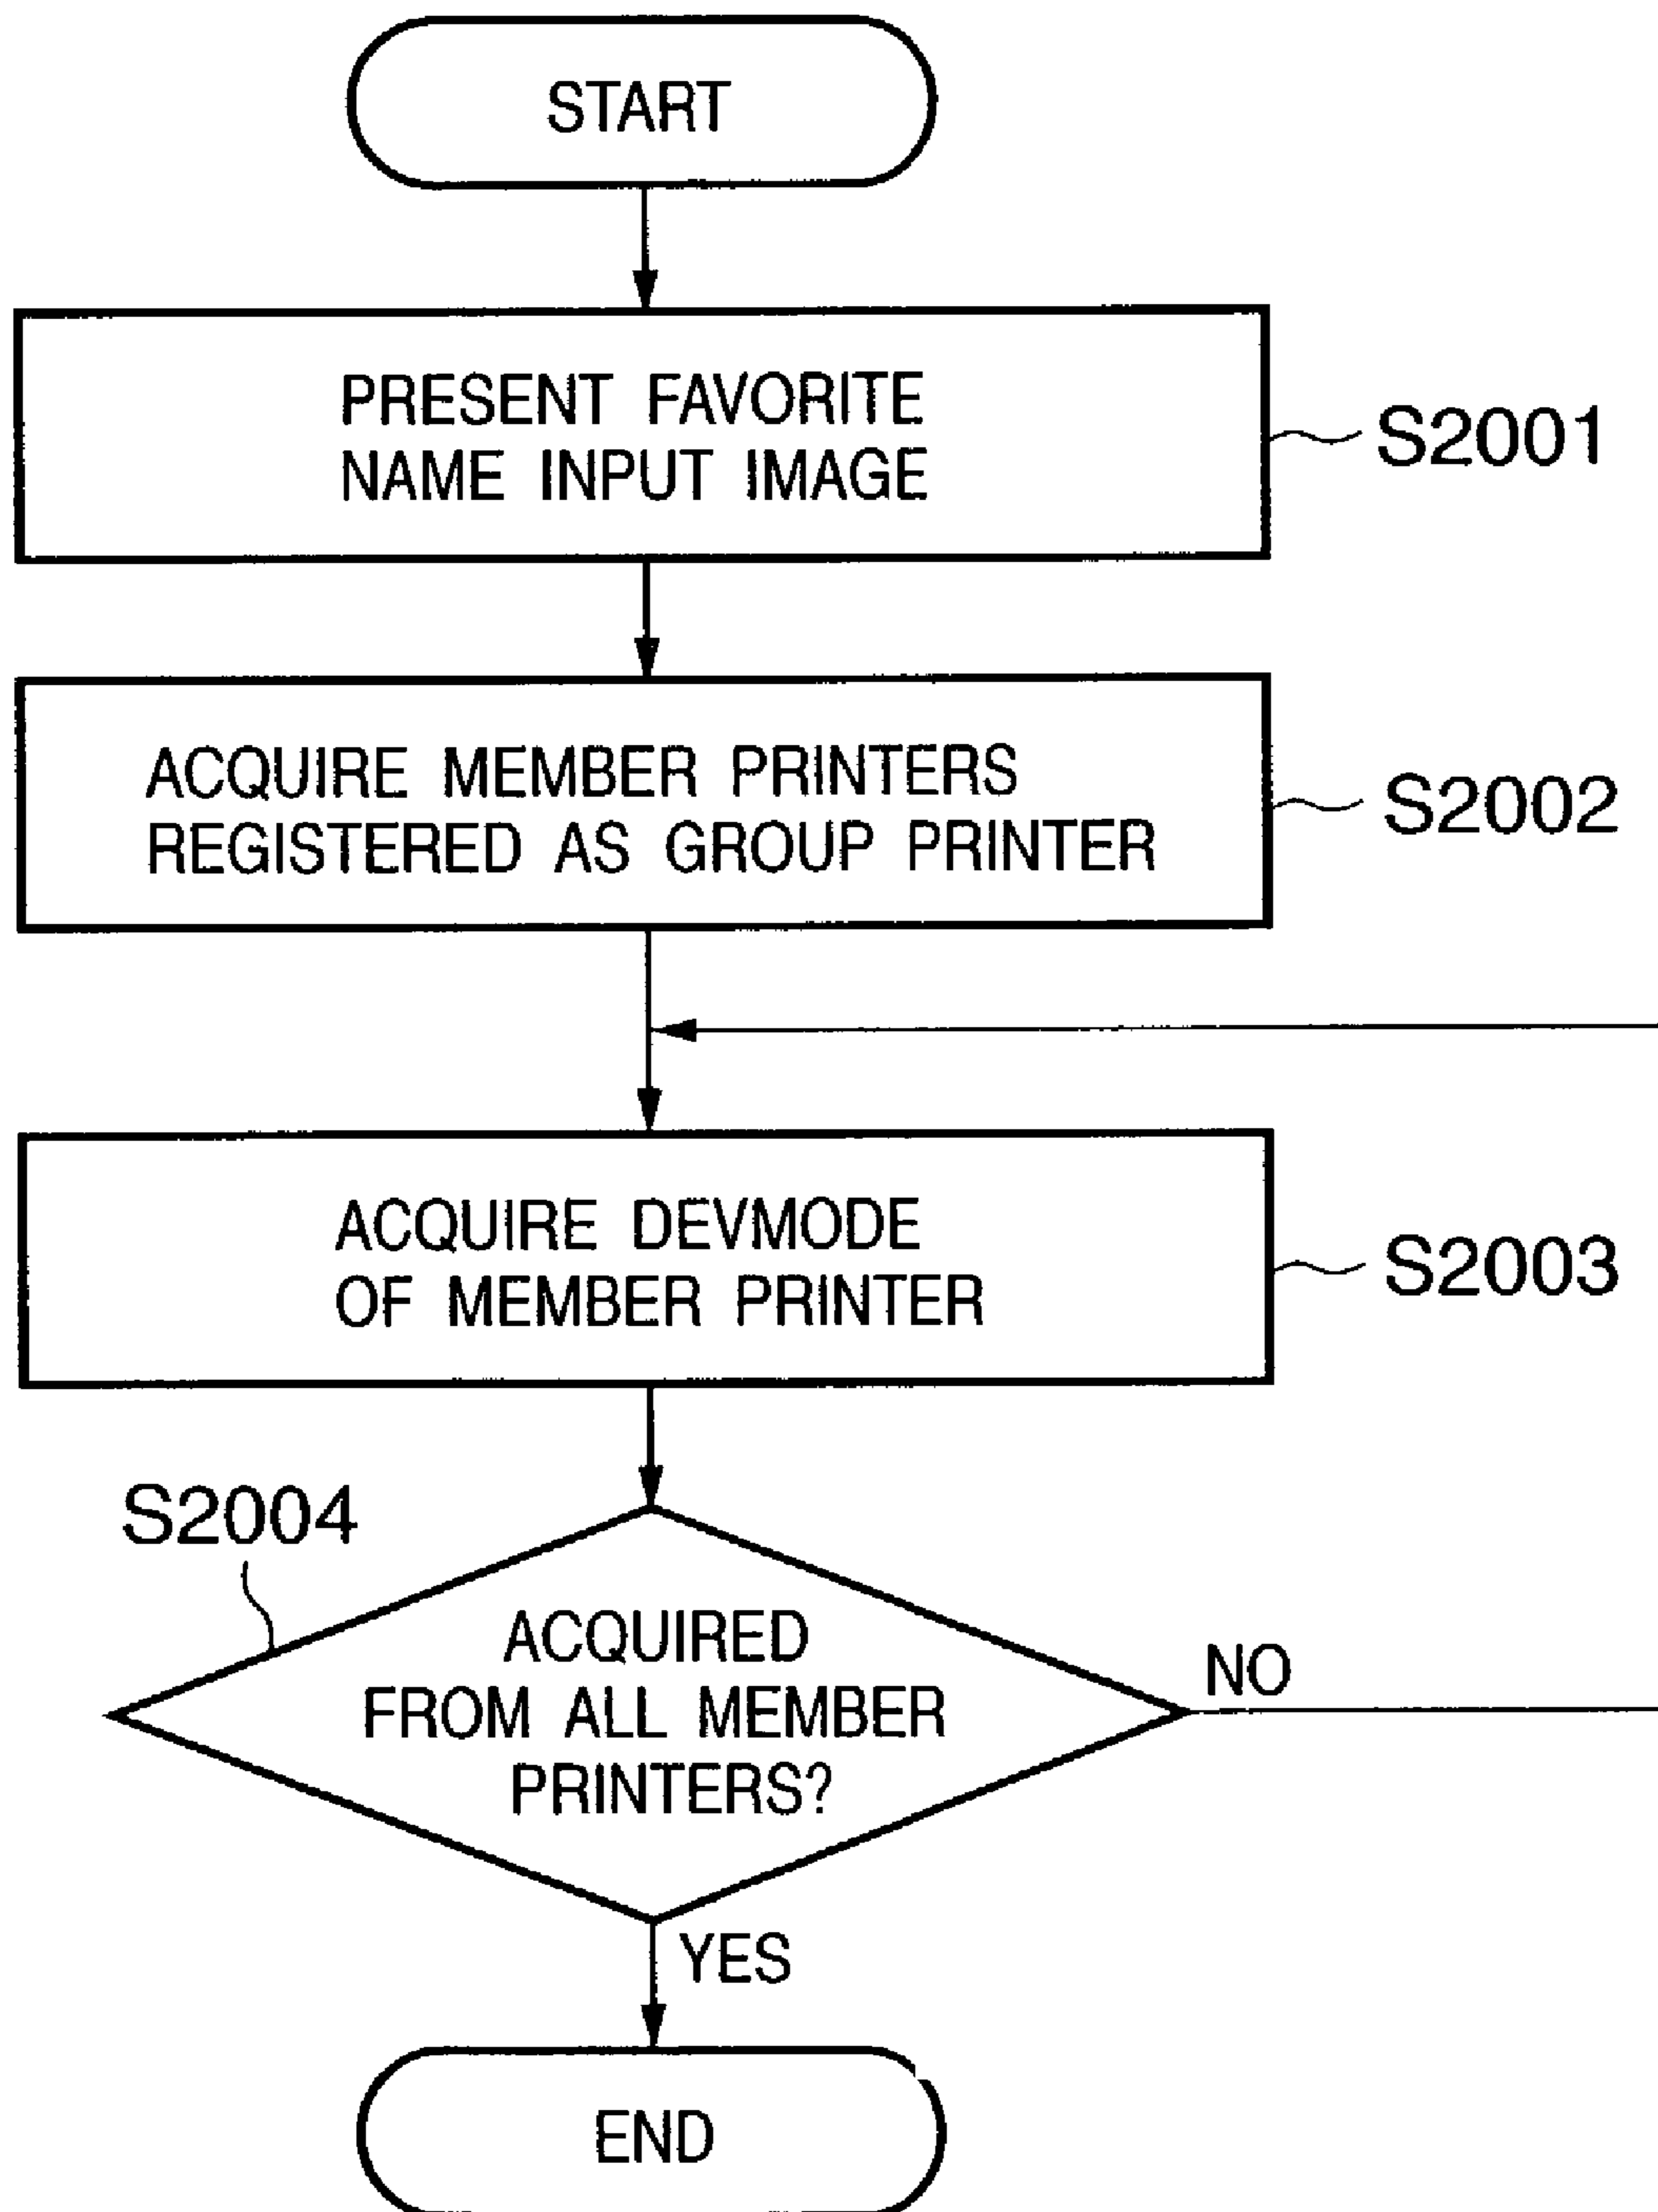 START
PRESENT FAVORITE
NAME INPUT IMAGE
S2001
ACQUIRE MEMBER PRINTERS
REGISTERED AS GROUP PRINTER
S2002
ACQUIRE DEVMODE
OF MEMBER PRINTER
S2003
S2004
ACQUIRED
FROM ALL MEMBER
PRINTERS?
NO
YES
END